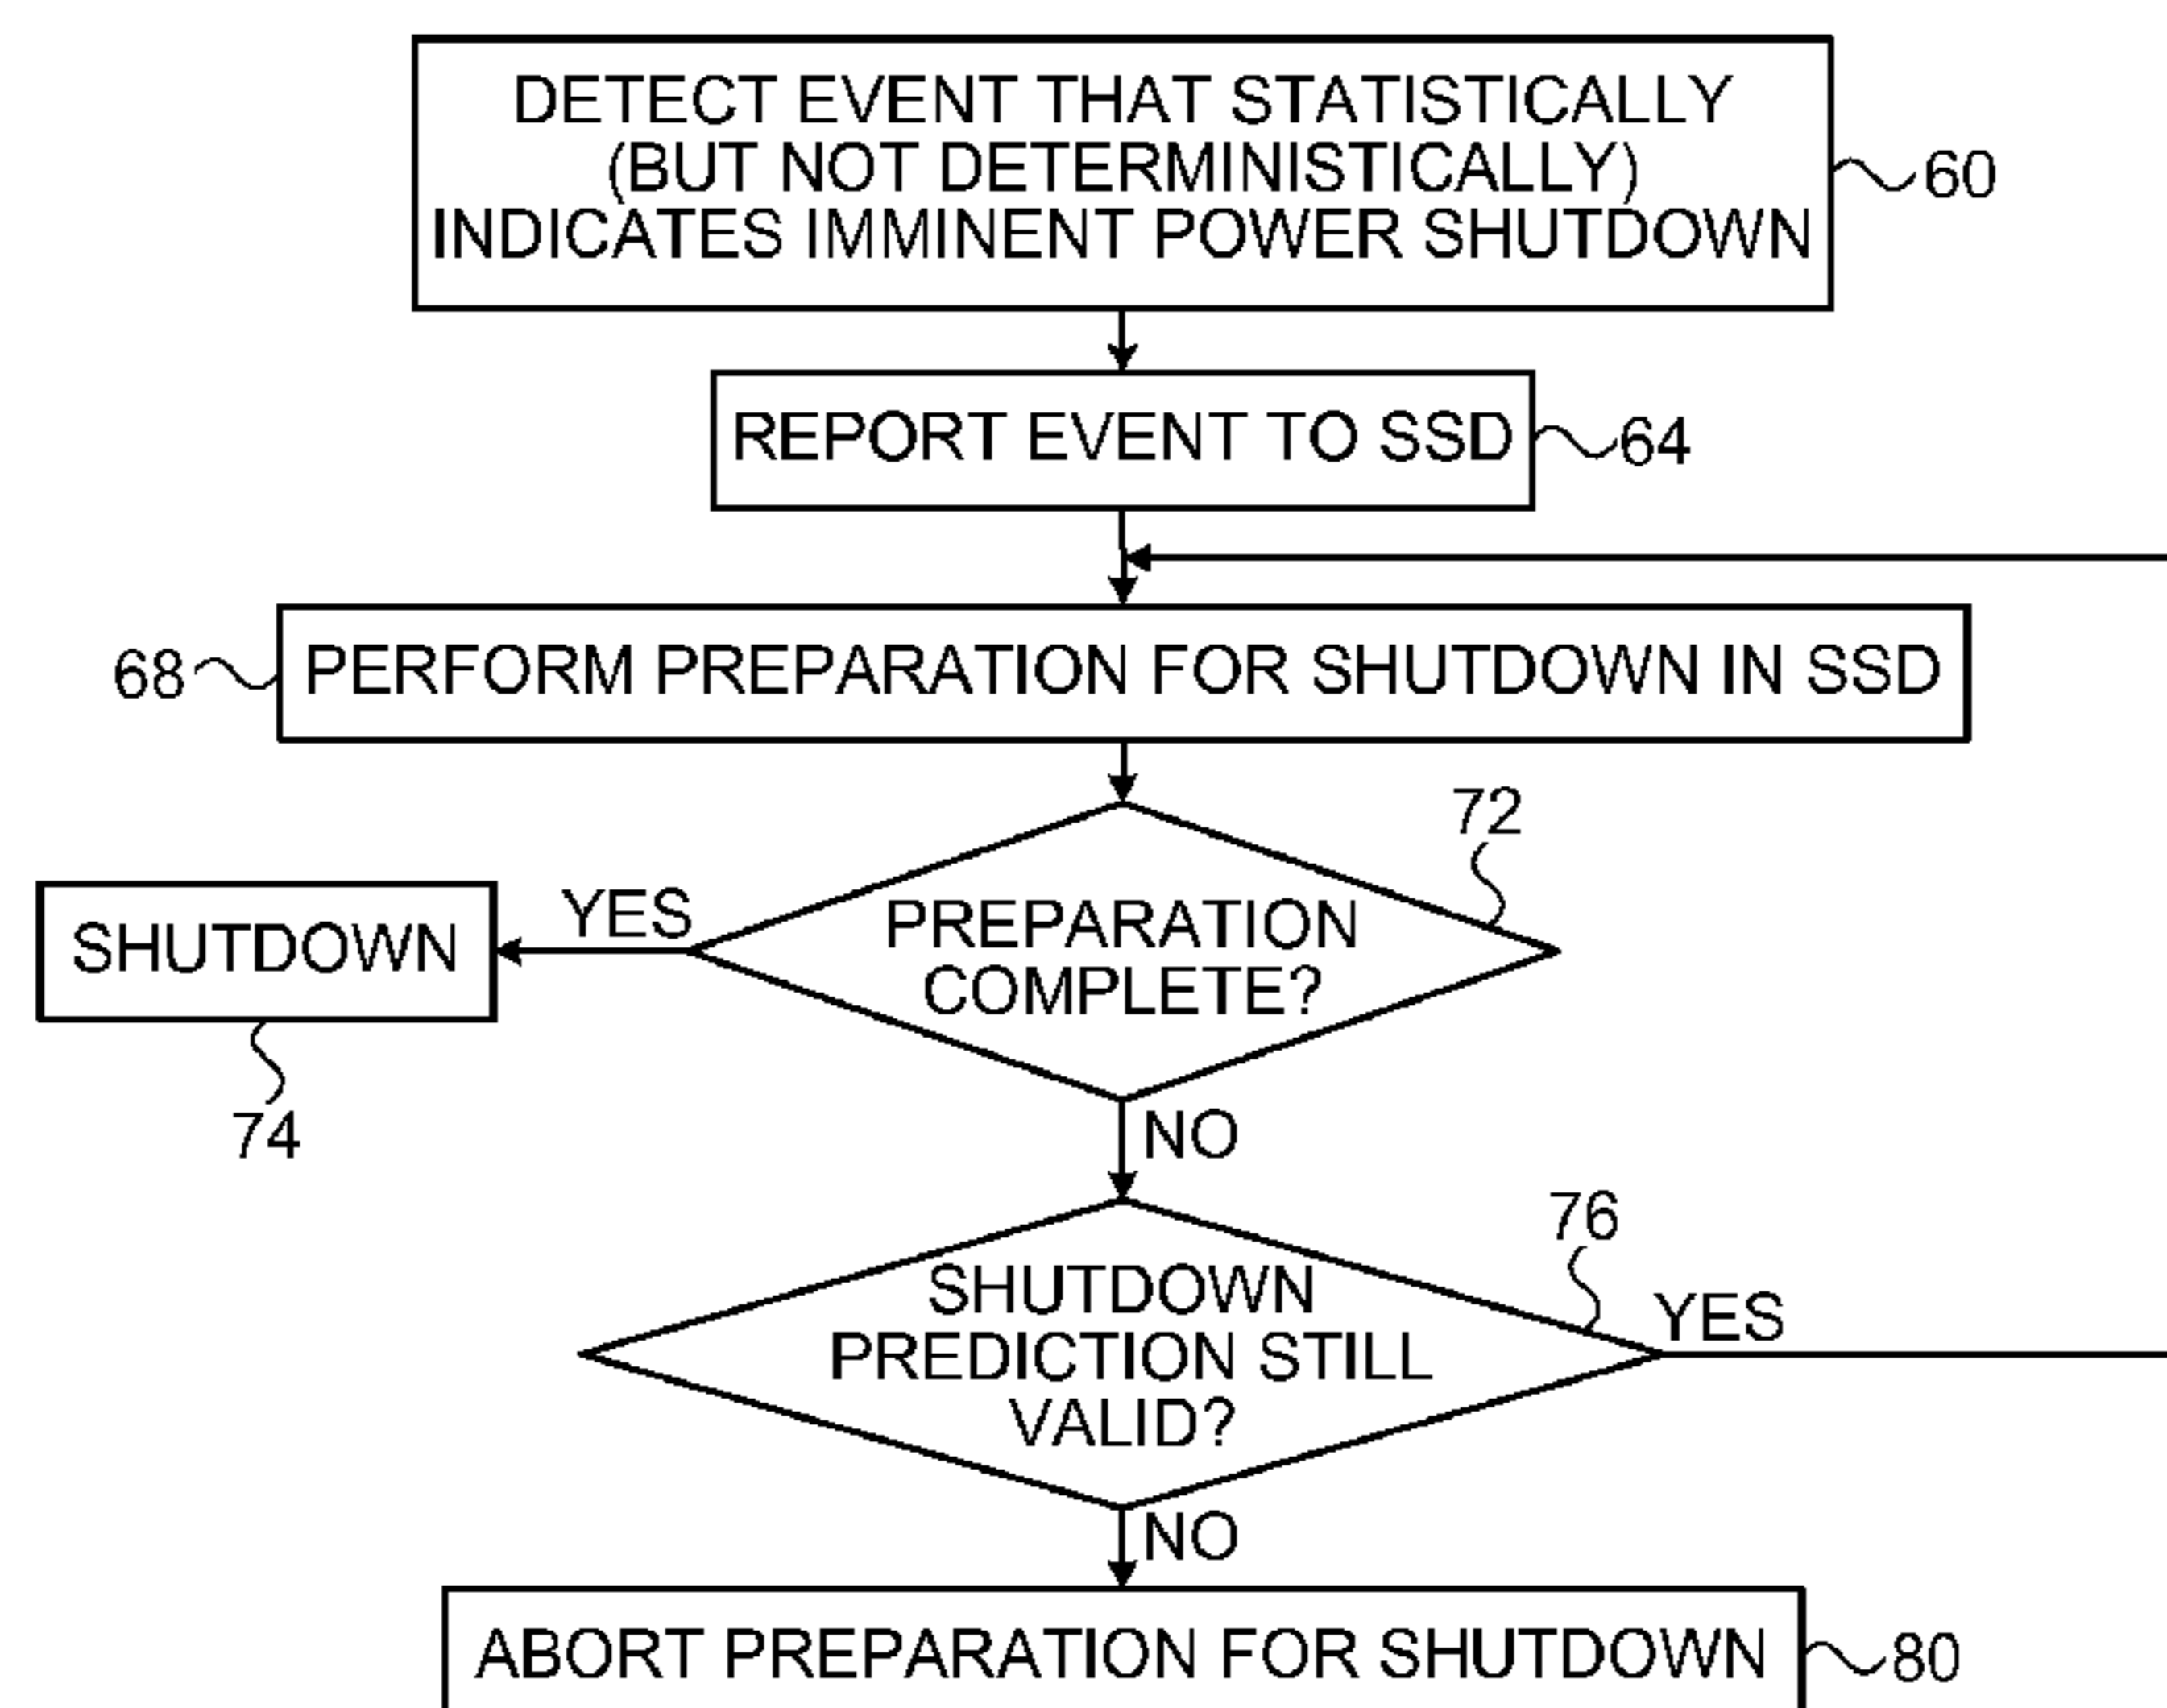 DETECT EVENT THAT STATISTICALLY
(BUT NOT DETERMINISTICALLY)
INDICATES IMMINENT POWER SHUTDOWN
60
REPORT EVENT TO SSD
64
68
PERFORM PREPARATION FOR SHUTDOWN IN SSD
72
SHUTDOWN
YES
PREPARATION
COMPLETE?
74
NO
76
SHUTDOWN
PREDICTION STILL
VALID?
YES
NO
ABORT PREPARATION FOR SHUTDOWN
80